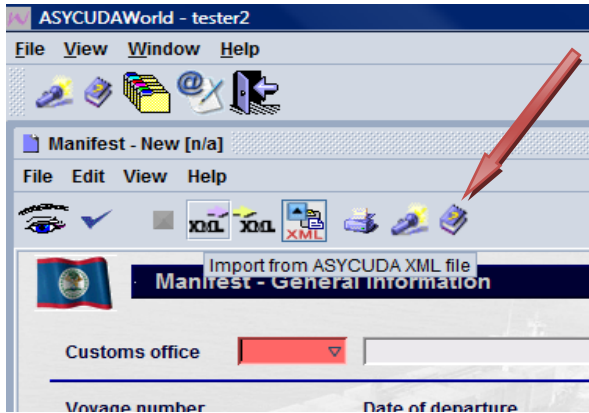 ASYCUDAWorld - tester2
File View Window Help
Manifest - New [n/a]
File Edit View Help
XML XML XML
Import from ASYCUDA XML file
Manifest - General Information
Customs office
Voyage number Date of departure